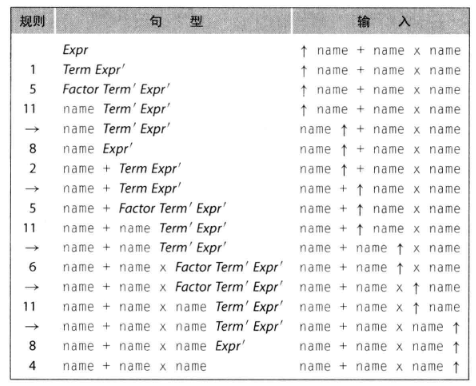 规则 句 型 输 入
Expr ↑ name + name x name
1 Term Expr′ ↑ name + name x name
5 Factor Term′ Expr′ ↑ name + name x name
11 name Term′ Expr′ ↑ name + name x name
→ name Term′ Expr′ name ↑ + name x name
8 name Expr′ name ↑ + name x name
2 name + Term Expr′ name ↑ + name x name
→ name + Term Expr′ name + ↑ name x name
5 name + Factor Term′ Expr′ name + ↑ name x name
11 name + name Term′ Expr′ name + ↑ name x name
→ name + name Term′ Expr′ name + name ↑ x name
6 name + name x Factor Term′ Expr′ name + name ↑ x name
→ name + name x Factor Term′ Expr′ name + name x ↑ name
11 name + name x name Term′ Expr′ name + name x ↑ name
→ name + name x name Term′ Expr′ name + name x name ↑
8 name + name x name Expr′ name + name x name ↑
4 name + name x name name + name x name ↑